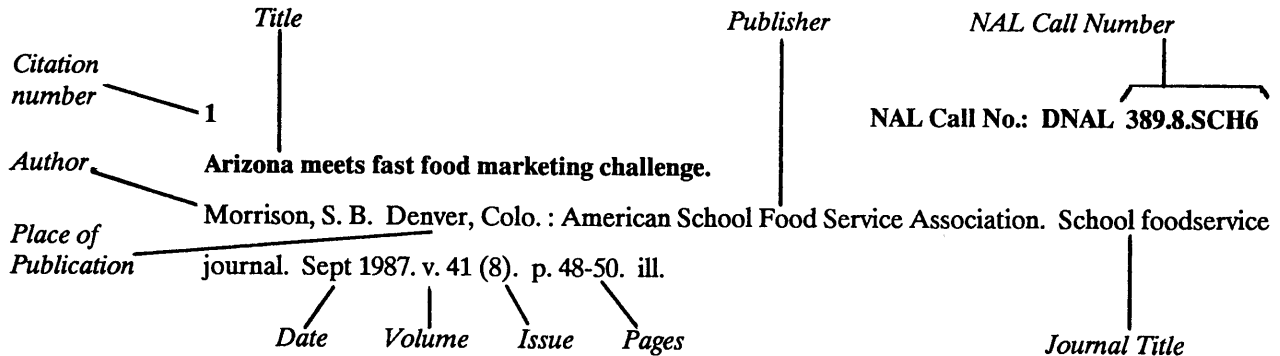 Title
Publisher
NAL Call Number
Citation
number
1
NAL Call No.: DNAL 389.8.SCH6
Author
Arizona meets fast food marketing challenge.
Morrison, S. B. Denver, Colo. : American School Food Service Association. School foodservice
Place of
Publication
journal. Sept 1987. v. 41 (8). p. 48-50. ill.
Date
Volume
Issue
Pages
Journal Title